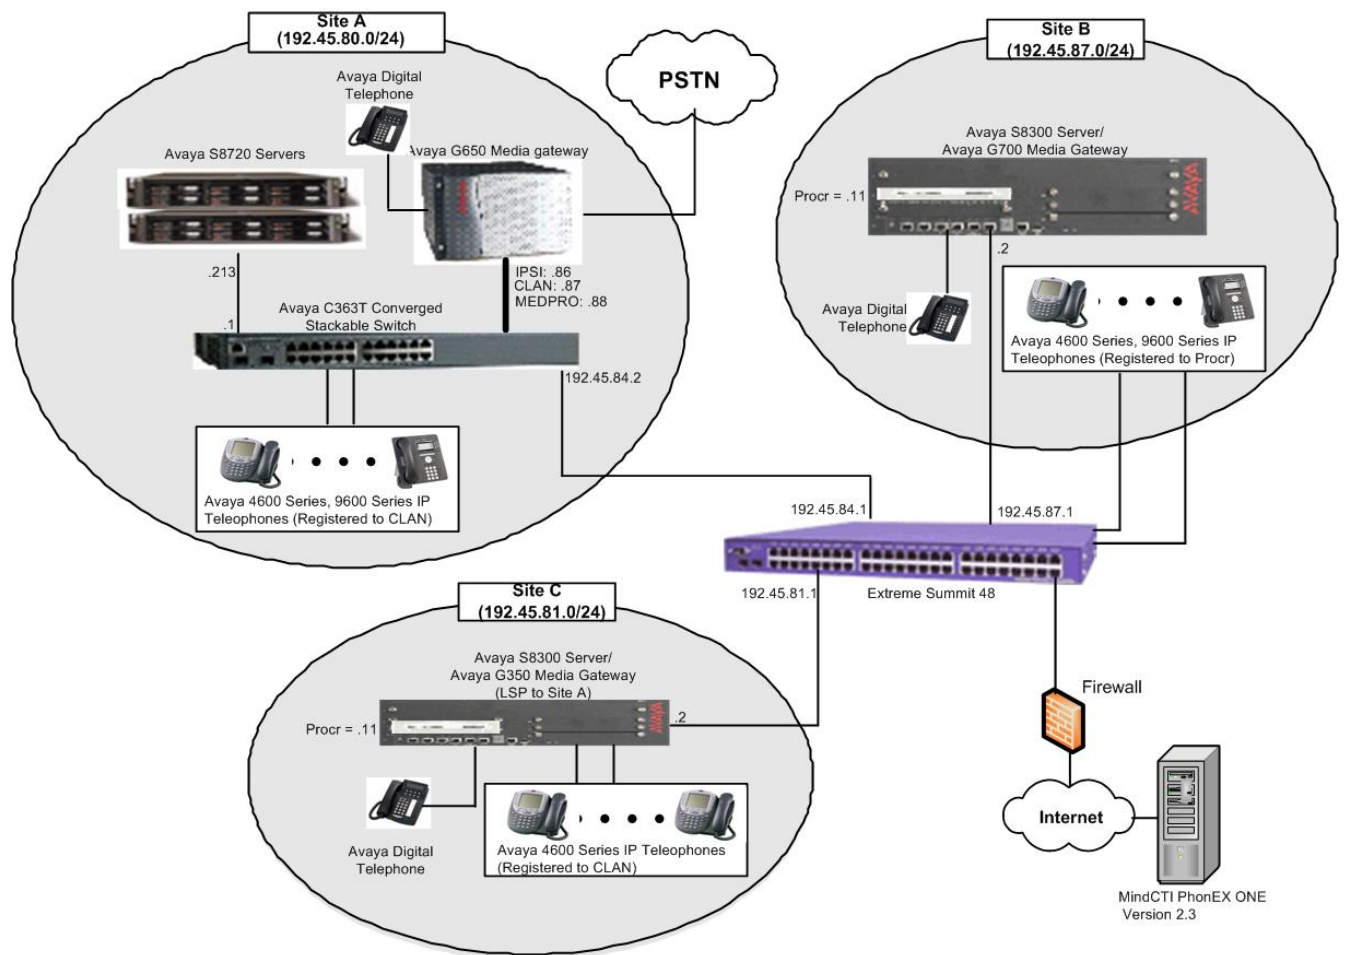 Site A
(192.45.80.0/24)
Avaya Digital
Telephone
PSTN
Avaya S8720 Servers
Avaya G650 Media gateway
.213
IPSI: .86
CLAN: .87
MEDPRO: .88
Avaya C363T Converged
Stackable Switch
.1
192.45.84.2
Avaya 4600 Series, 9600 Series IP
Teleophones (Registered to CLAN)
Site B
(192.45.87.0/24)
Avaya S8300 Server/
Avaya G700 Media Gateway
AVAYA
Procr = .11
.2
Avaya Digital
Telephone
Avaya 4600 Series, 9600 Series IP
Teleophones (Registered to Procr)
192.45.84.1
192.45.87.1
192.45.81.1
Extreme Summit 48
Site C
(192.45.81.0/24)
Avaya S8300 Server/
Avaya G350 Media Gateway
(LSP to Site A)
AVAYA
Procr = .11
.2
Avaya Digital
Telephone
Avaya 4600 Series IP Teleophones
(Registered to CLAN)
Firewall
Internet
MindCTI PhonEX ONE
Version 2.3